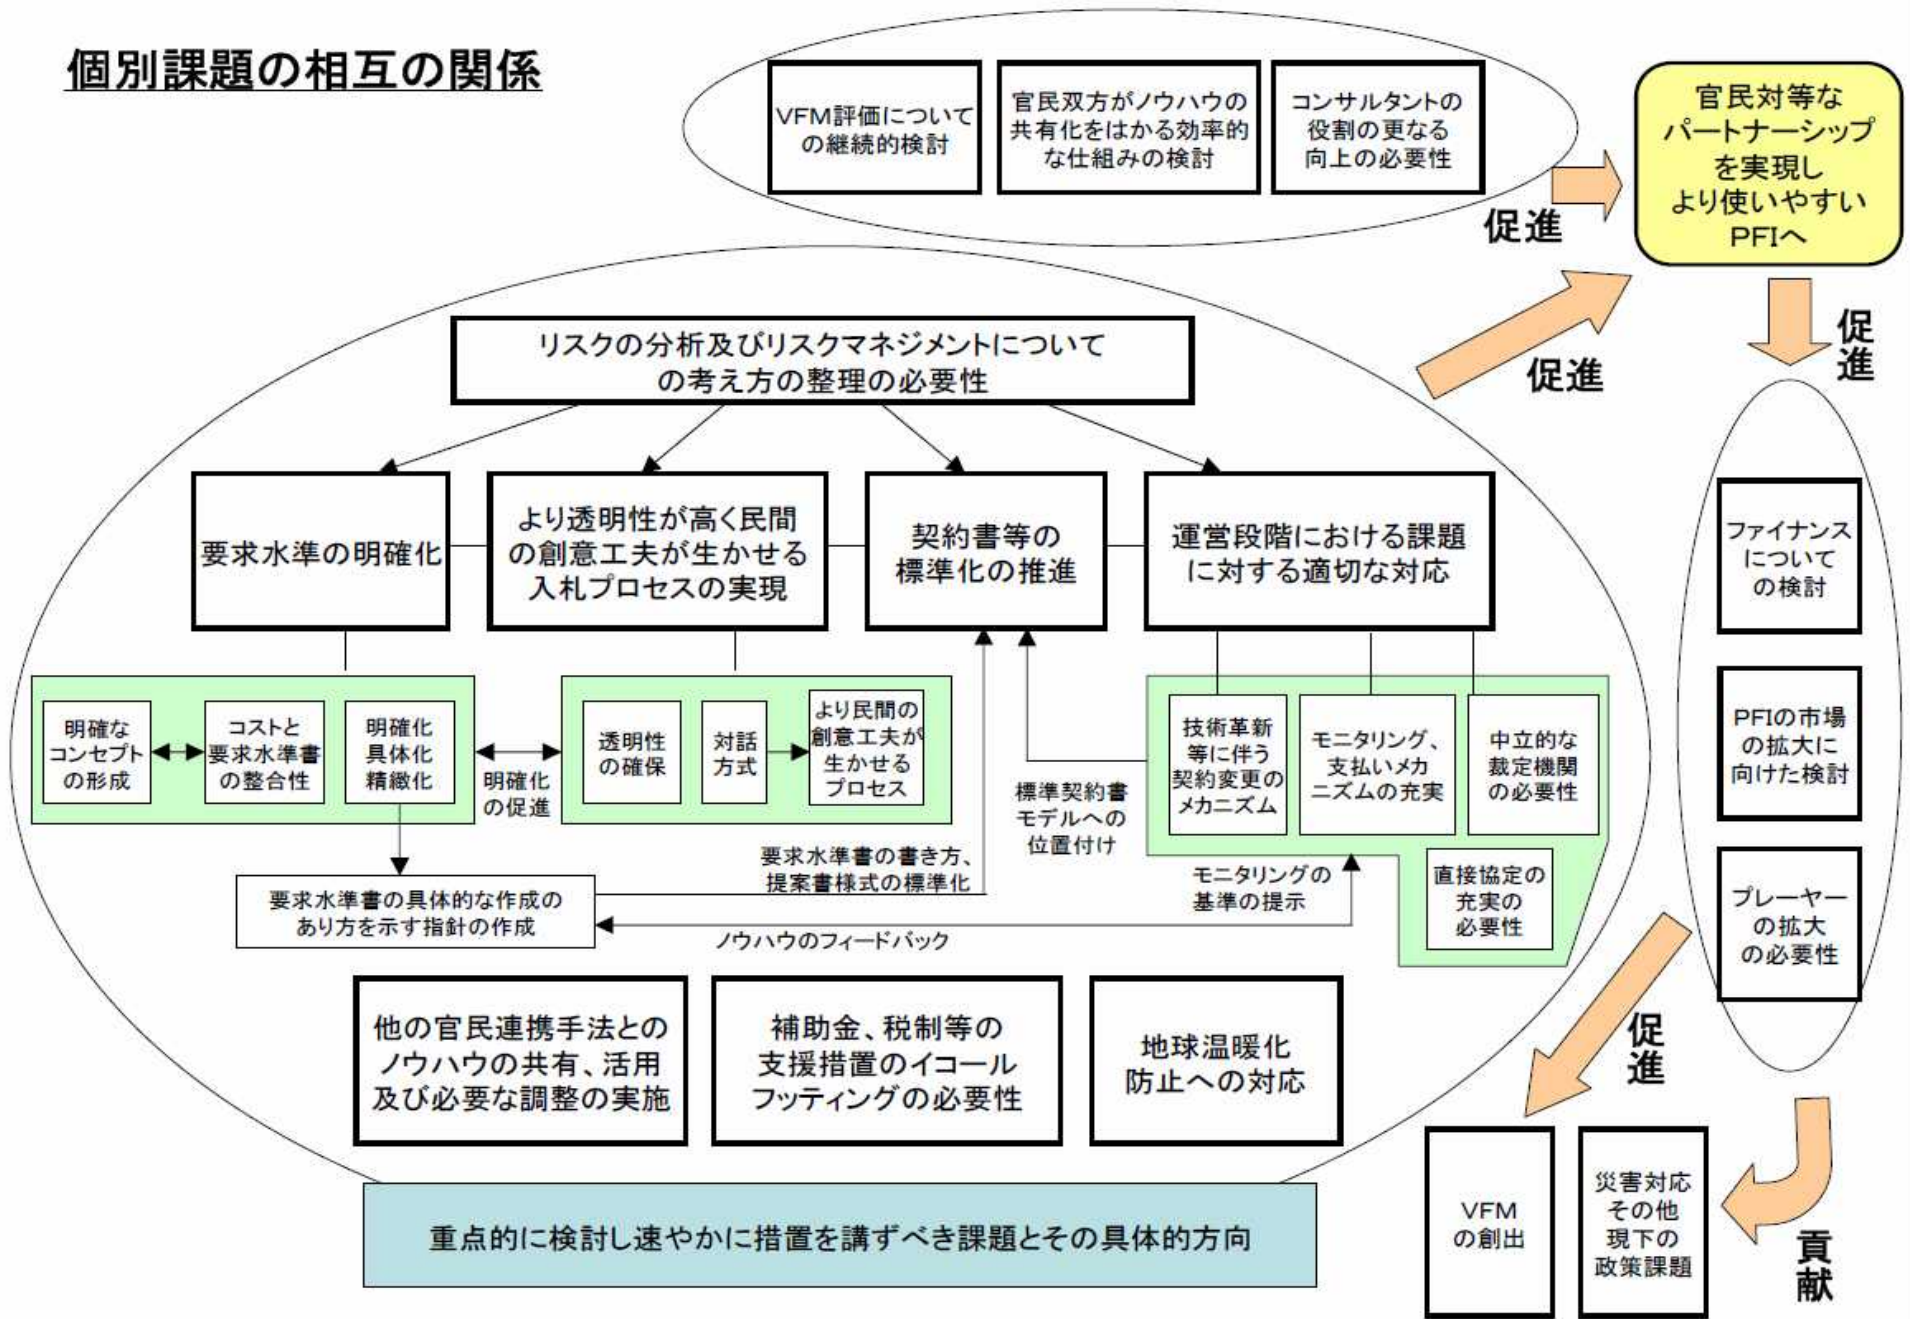 個別課題の相互の関係
VFM評価について
の継続的検討
官民双方がノウハウの
共有化をはかる効率的
な仕組みの検討
コンサルタントの
役割の更なる
向上の必要性
促進
官民対等な
パートナーシップ
を実現し
より使いやすい
PFIへ
促進
促進
リスクの分析及びリスクマネジメントについて
の考え方の整理の必要性
要求水準の明確化
より透明性が高く民間
の創意工夫が生かせる
入札プロセスの実現
契約書等の
標準化の推進
運営段階における課題
に対する適切な対応
明確な
コンセプト
の形成
コストと
要求水準書
の整合性
明確化
具体化
精緻化
明確化
の促進
透明性
の確保
対話
方式
より民間の
創意工夫が
生かせる
プロセス
標準契約書
モデルへの
位置付け
技術革新
等に伴う
契約変更の
メカニズム
モニタリング、
支払いメカ
ニズムの充実
中立的な
裁定機関
の必要性
直接協定の
充実の
必要性
要求水準書の書き方、
提案書様式の標準化
モニタリングの
基準の提示
要求水準書の具体的な作成の
あり方を示す指針の作成
ノウハウのフィードバック
他の官民連携手法との
ノウハウの共有、活用
及び必要な調整の実施
補助金、税制等の
支援措置のイコール
フッティングの必要性
地球温暖化
防止への対応
重点的に検討し速やかに措置を講ずべき課題とその具体的方向
ファイナンス
について
の検討
PFIの市場
の拡大に
向けた検討
プレーヤー
の拡大
の必要性
促進
VFM
の創出
災害対応
その他
現下の
政策課題
貢献